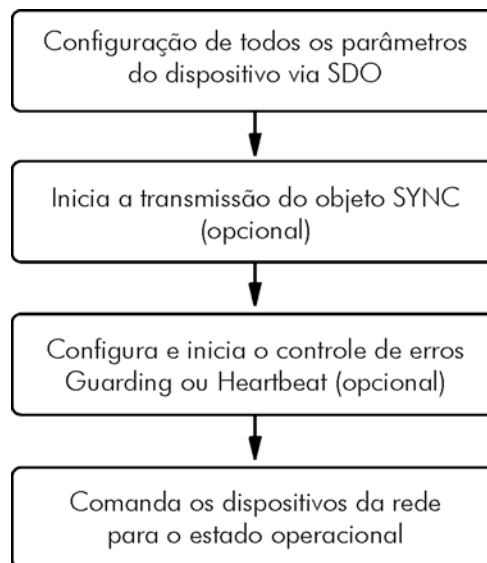 Configuração de todos os parâmetros
do dispositivo via SDO
Inicia a transmissão do objeto SYNC
(opcional)
Configura e inicia o controle de erros
Guarding ou Heartbeat (opcional)
Comanda os dispositivos da rede
para o estado operacional